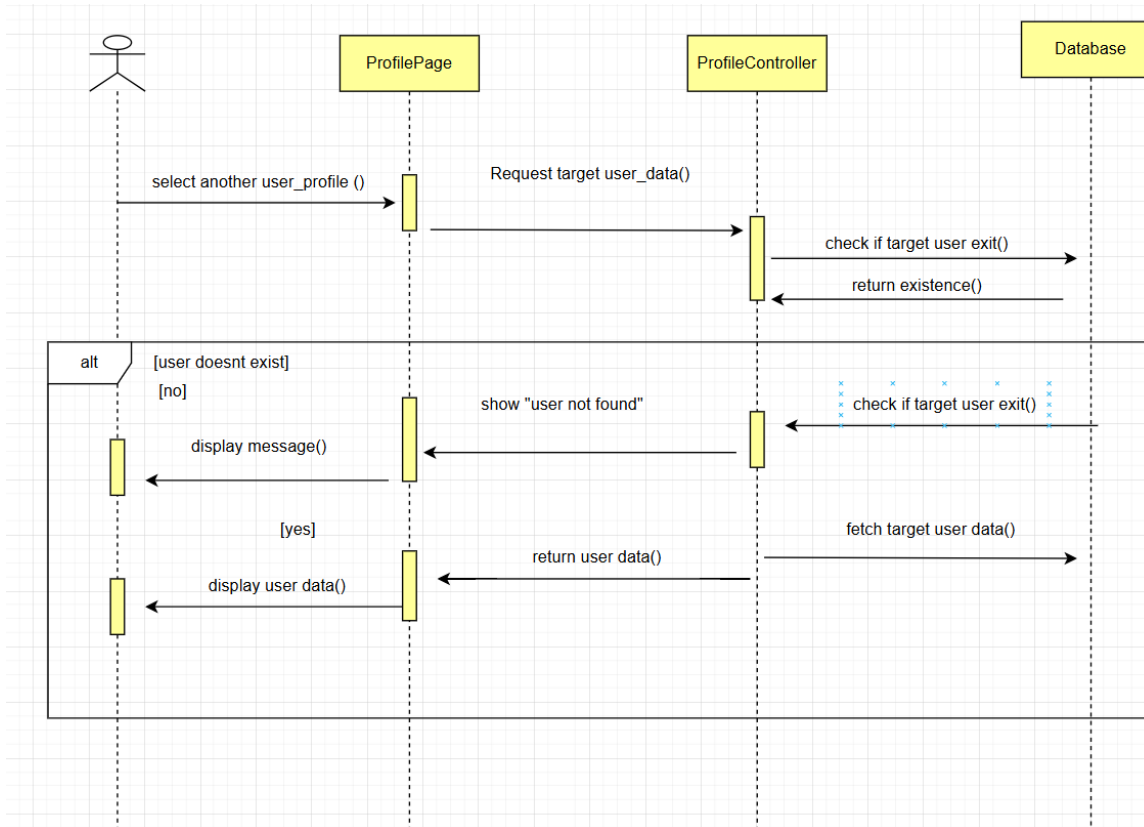 ProfilePage
ProfileController
Database
select another user_profile ()
Request target user_data()
check if target user exit()
return existence()
alt
[user doesnt exist]
[no]
show "user not found"
check if target user exit()
display message()
[yes]
fetch target user data()
return user data()
display user data()